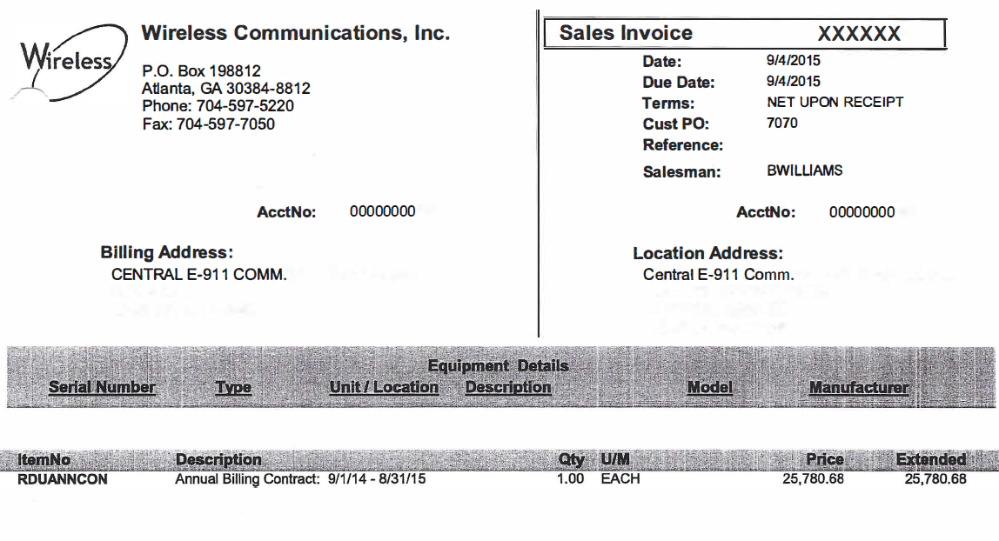 Wireless
Wireless Communications, Inc.
P.O. Box 198812
Atlanta, GA 30384-8812
Phone: 704-597-5220
Fax: 704-597-7050
Sales Invoice XXXXXX
Date: 9/4/2015
Due Date: 9/4/2015
Terms: NET UPON RECEIPT
Cust PO: 7070
Reference:
Salesman: BWILLIAMS
AcctNo: 00000000
AcctNo: 00000000
Billing Address:
CENTRAL E-911 COMM.
Location Address:
Central E-911 Comm.
Equipment Details
Serial Number Type Unit / Location Description Model Manufacturer
ItemNo Description Qty U/M Price Extended
RDUANNCON Annual Billing Contract: 9/1/14 - 8/31/15 1.00 EACH 25,780.68 25,780.68